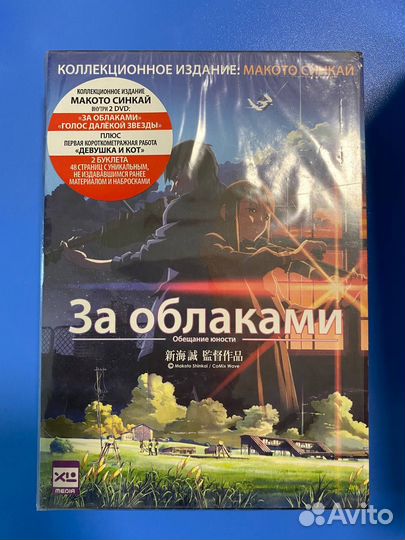 КОЛЛЕКЦИОННОЕ ИЗДАНИЕ: МАКОТО СИНКАЙ
КОЛЛЕКЦИОННОЕ ИЗДАНИЕ
МАКОТО СИНКАЙ
ВНУТРИ 2 DVD:
«ЗА ОБЛАКАМИ»
«ГОЛОС ДАЛЁКОЙ ЗВЕЗДЫ»
ПЛЮС
ПЕРВАЯ КОРОТКОМЕТРАЖНАЯ РАБОТА
«ДЕВУШКА И КОТ»
2 БУКЛЕТА
48 СТРАНИЦ С УНИКАЛЬНЫМ,
НЕ ИЗДАВАВШИМСЯ РАНЕЕ
МАТЕРИАЛОМ И НАБРОСКАМИ
За облаками
Обещание юности
新海誠 監督作品
© Makoto Shinkai / CoMix Wave
XL
MEDIA
Avito